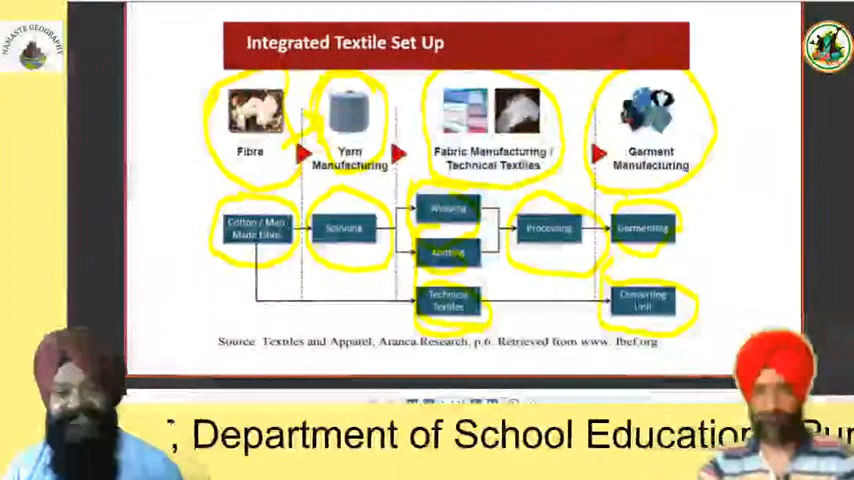 NAMASTE GEOGRAPHY
Integrated Textile Set Up
Fibre
Yarn
Manufacturing
Fabric Manufacturing /
Technical Textiles
Garment
Manufacturing
Cotton / Man
Made Fibre
Spinning
Weaving
Knitting
Processing
Garmenting
Technical
Textiles
Converting
Unit
Source: Textiles and Apparel, Aranca Research, p.6. Retrieved from www. Ibef.org
, Department of School Education